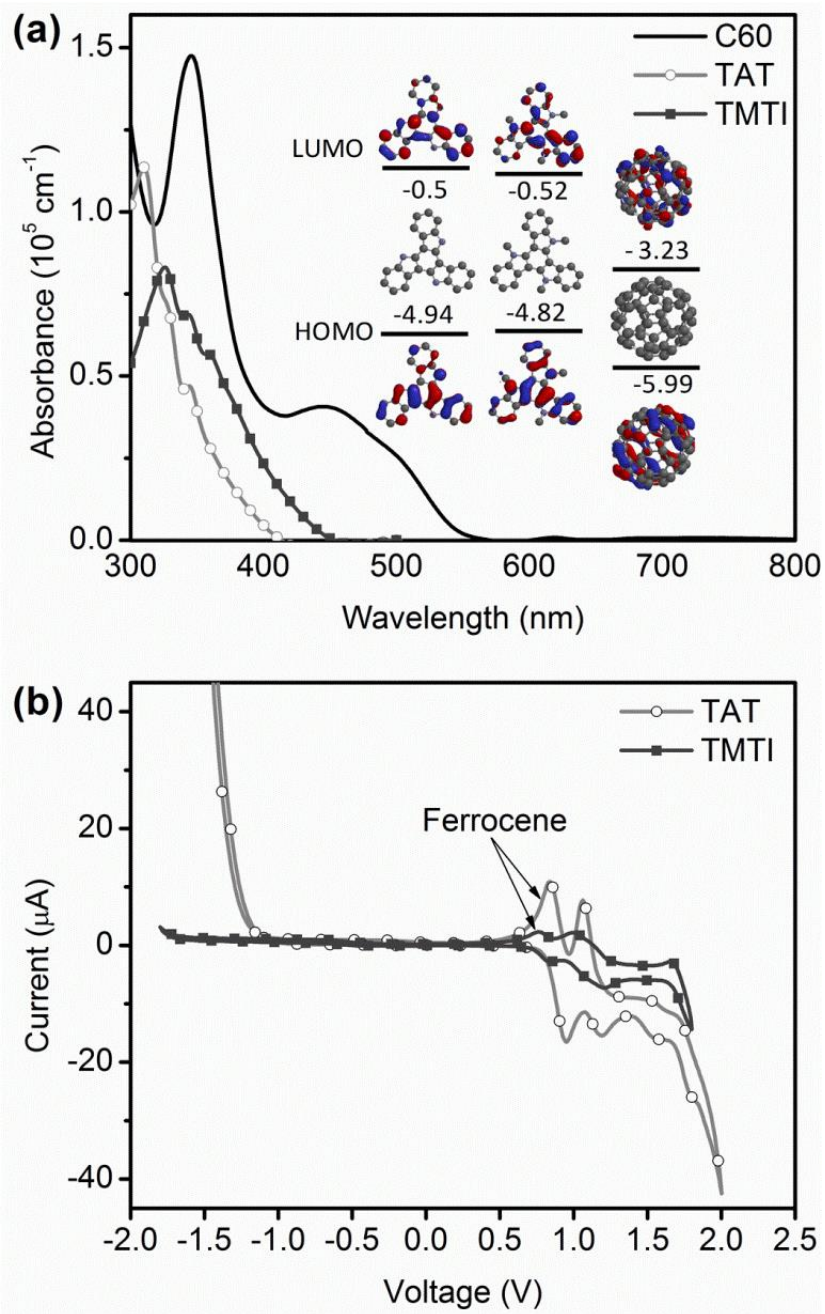 (a)
C60
TAT
TMTI
LUMO
-0.5
-0.52
-3.23
-4.94
-4.82
HOMO
-5.99
1.5
1.0
0.5
0.0
Absorbance (10⁵ cm⁻¹)
300 400 500 600 700 800
Wavelength (nm)
(b)
TAT
TMTI
Ferrocene
40
20
0
-20
-40
Current (μA)
-2.0 -1.5 -1.0 -0.5 0.0 0.5 1.0 1.5 2.0 2.5
Voltage (V)